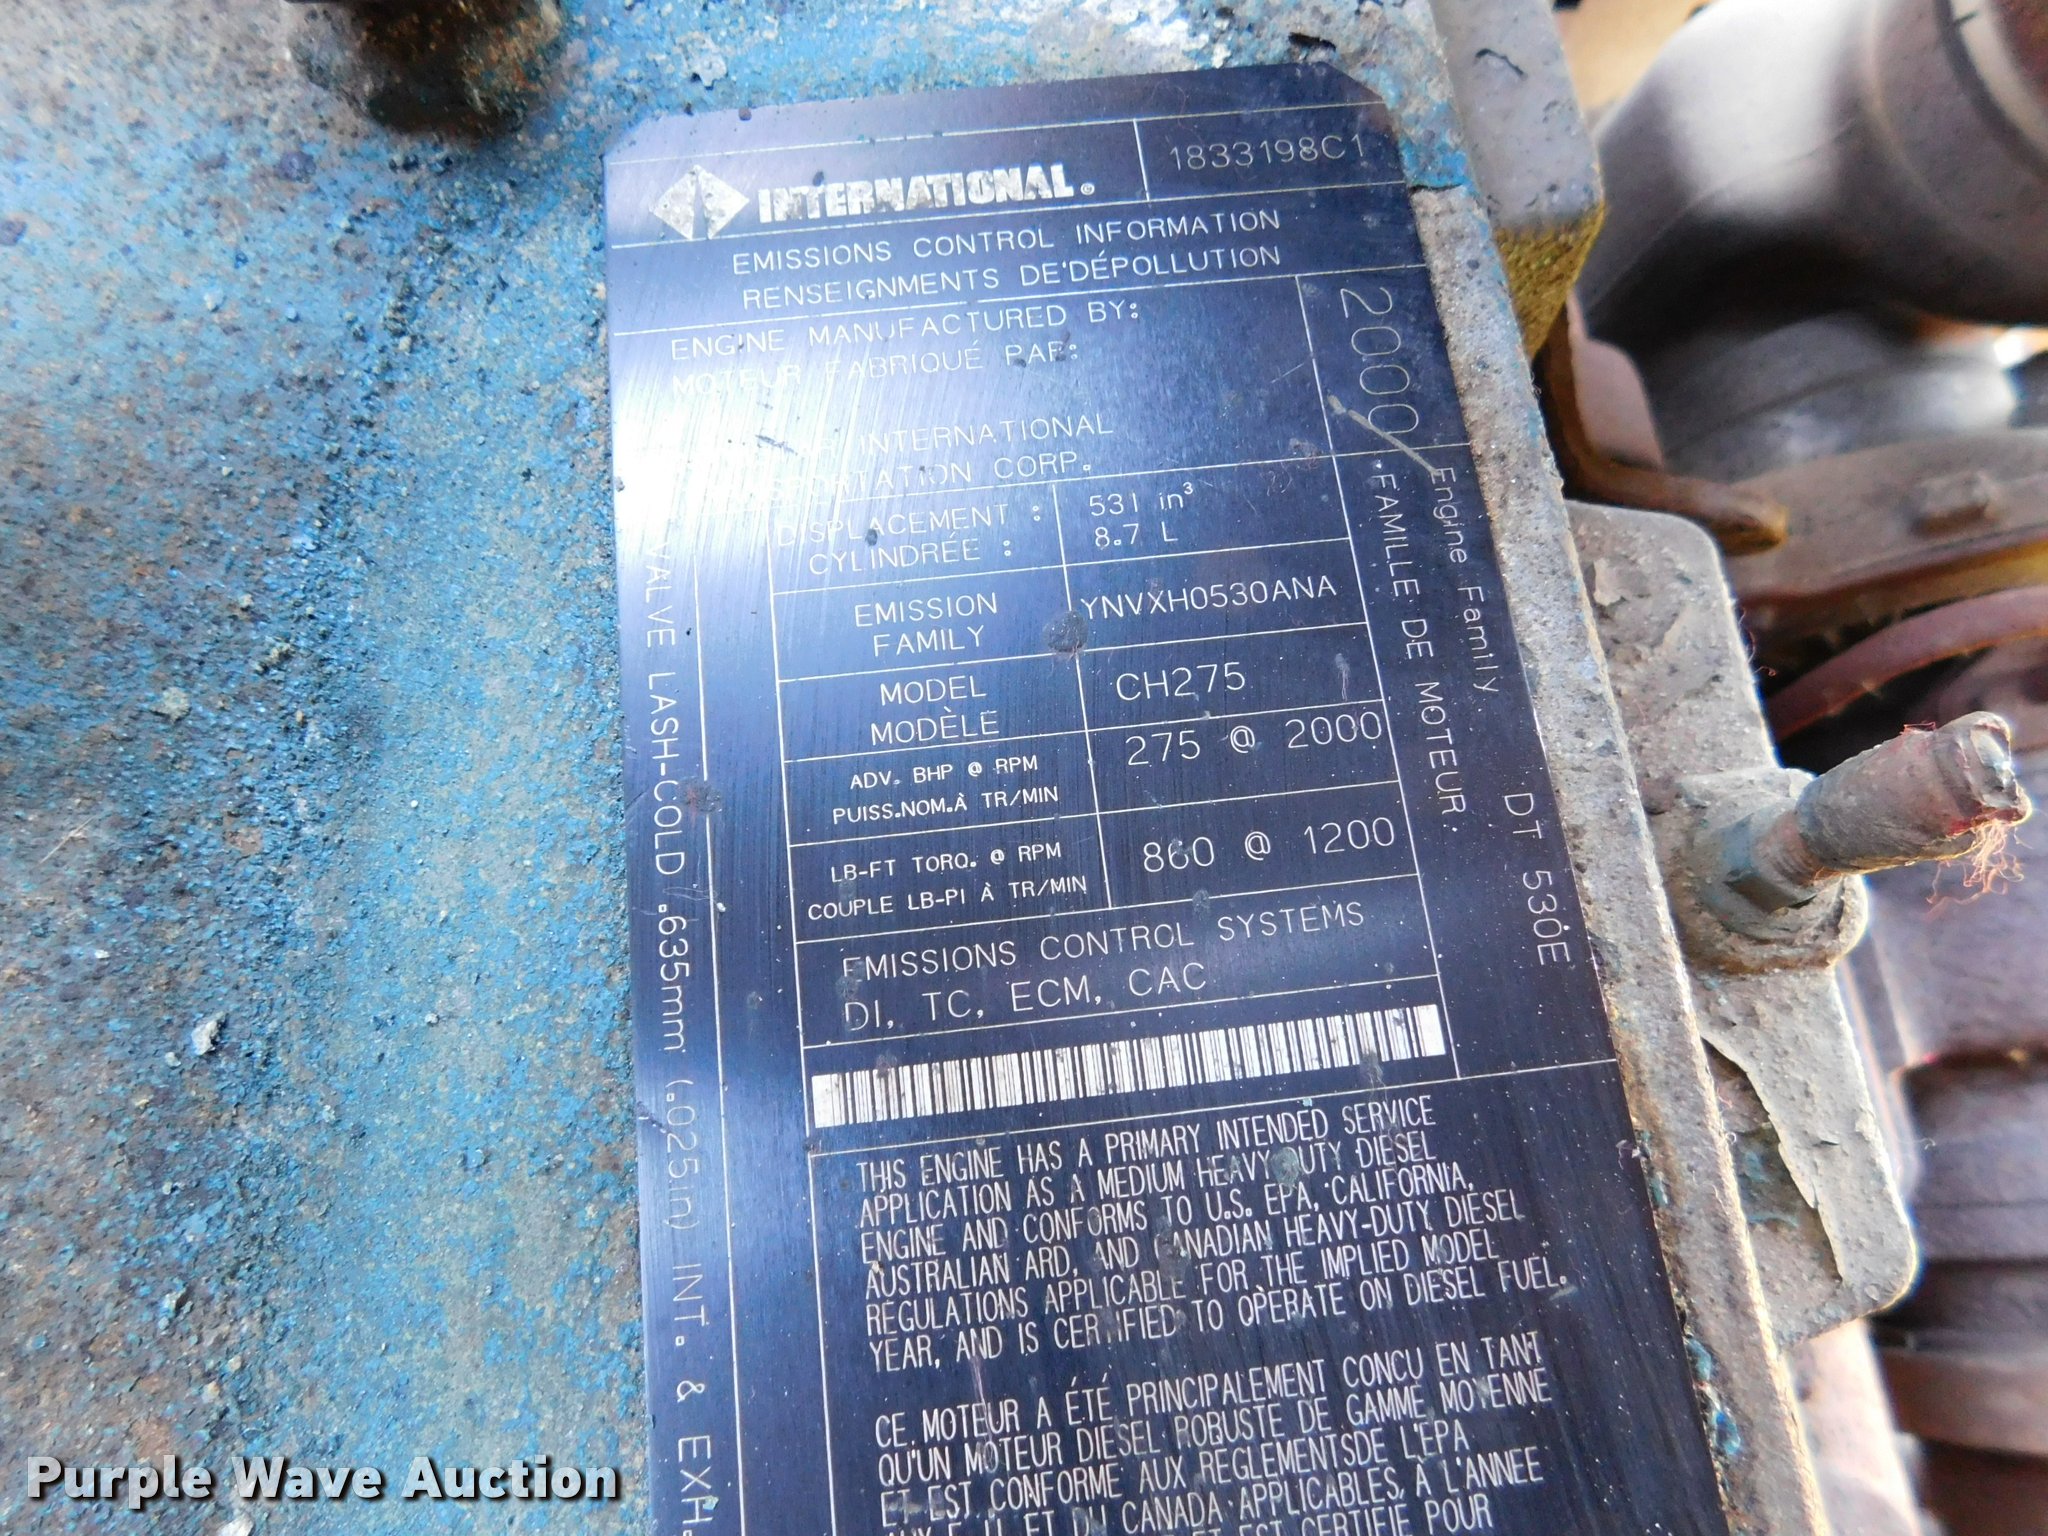 INTERNATIONAL®
1833198C1
EMISSIONS CONTROL INFORMATION
RENSEIGNMENTS DE DÉPOLLUTION
ENGINE MANUFACTURED BY:
MOTEUR FABRIQUÉ PAR:
INTERNATIONAL
CORP.
2000
DISPLACEMENT :
CYLINDRÉE :
531 in³
8.7 L
EMISSION
FAMILY
YNVXH0530ANA
MODEL
MODÈLE
CH275
ADV. BHP @ RPM
PUISS.NOM.À TR/MIN
275 @ 2000
LB-FT TORQ. @ RPM
COUPLE LB-PI À TR/MIN
860 @ 1200
EMISSIONS CONTROL SYSTEMS
DI, TC, ECM, CAC
FAMILLE DE MOTEUR.
Engine Family DT 530E
VALVE LASH-COLD .635mm (.025in) INT. & EXH.
THIS ENGINE HAS A PRIMARY INTENDED SERVICE
APPLICATION AS A MEDIUM HEAVY DUTY DIESEL
ENGINE AND CONFORMS TO U.S. EPA, CALIFORNIA,
AUSTRALIAN ARD, AND CANADIAN HEAVY-DUTY DIESEL
REGULATIONS APPLICABLE FOR THE IMPLIED MODEL
YEAR, AND IS CERTIFIED TO OPERATE ON DIESEL FUEL.
CE MOTEUR A ÉTÉ PRINCIPALEMENT CONCU EN TANT
QU'UN MOTEUR DIESEL ROBUSTE DE GAMME MOYENNE
ET EST CONFORME AUX REGLEMENTSDE L'EPA
ET DU CANADA APPLICABLES, À L'ANNEE
ET EST CERTIFIE POUR
Purple Wave Auction